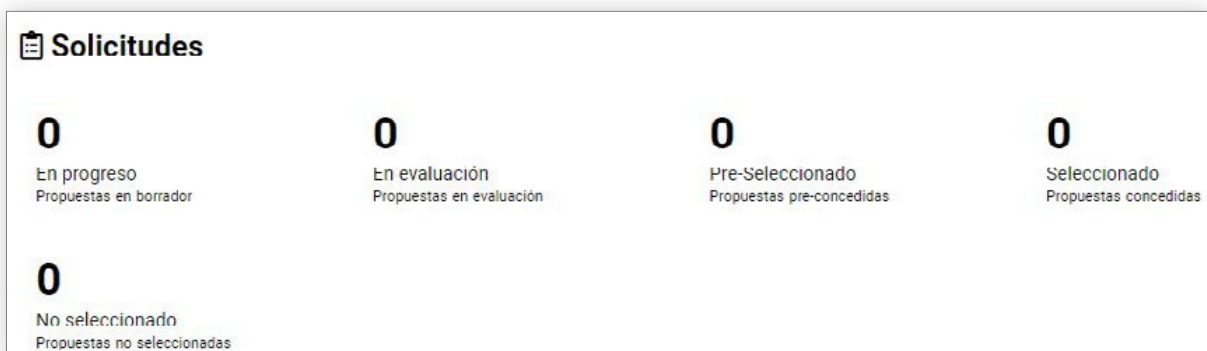 Solicitudes
0 0 0 0
En progreso En evaluación Pre-Seleccionado Seleccionado
Propuestas en borrador Propuestas en evaluación Propuestas pre-concedidas Propuestas concedidas
0
No seleccionado
Propuestas no seleccionadas